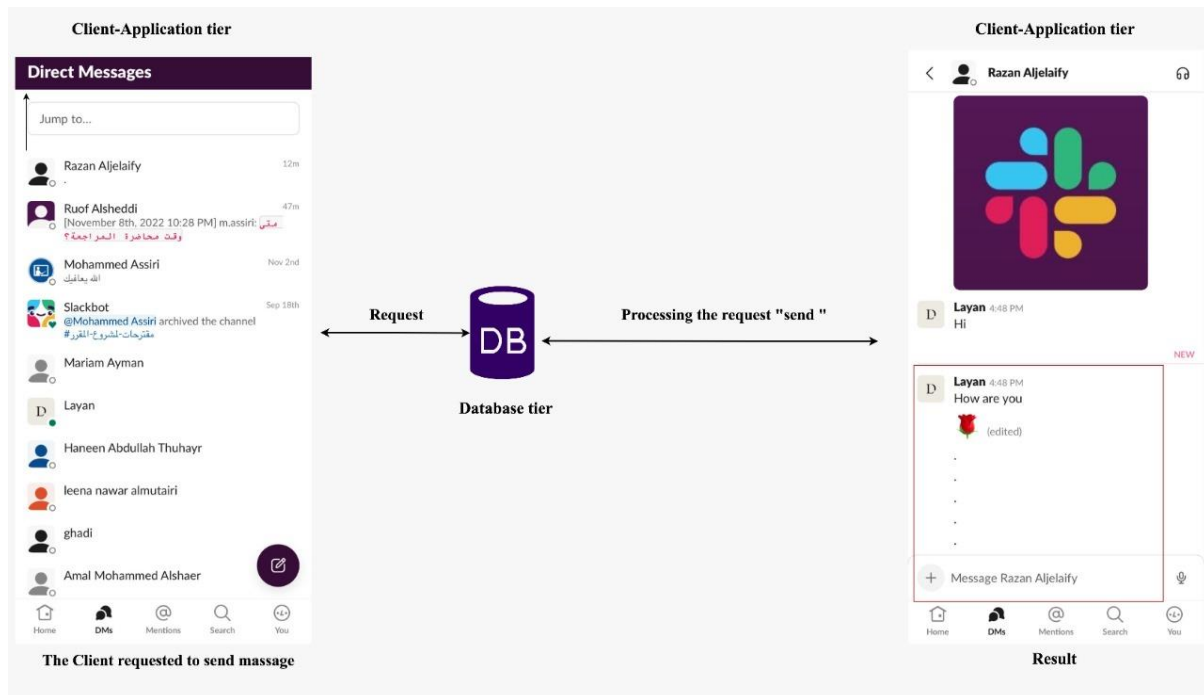 Client-Application tier
Direct Messages
Jump to...
Razan Aljelaify 12m
.
Ruof Alsheddi 47m
[November 8th, 2022 10:28 PM] m.assiri: متى
وقت محاضرة المراجعة؟
Mohammed Assiri Nov 2nd
الله يعافيك
Slackbot Sep 18th
@Mohammed Assiri archived the channel
#مقترحات-لمشروع-المقرر
Mariam Ayman
D Layan
Haneen Abdullah Thuhayr
leena nawar almutairi
ghadi
Amal Mohammed Alshaer
Home DMs Mentions Search You
The Client requested to send massage
Request
DB
Database tier
Processing the request "send "
Client-Application tier
Razan Aljelaify
D Layan 4:48 PM
Hi
NEW
D Layan 4:48 PM
How are you
(edited)
.
.
.
.
.
+ Message Razan Aljelaify
Home DMs Mentions Search You
Result